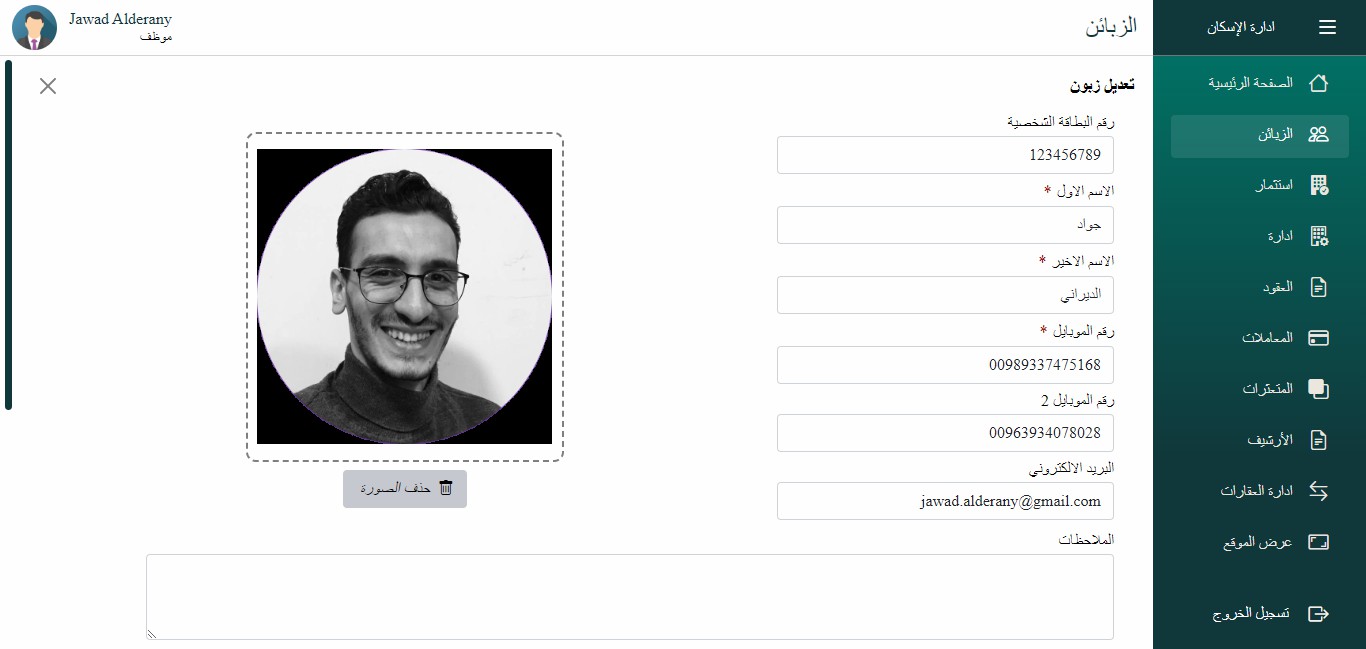 ادارة الإسكان
الزبائن
Jawad Alderany
موظف
الصفحة الرئيسية
الزبائن
استثمار
ادارة
العقود
المعاملات
المتعثرات
الأرشيف
ادارة العقارات
عرض الموقع
تسجيل الخروج
تعديل زبون
رقم البطاقة الشخصية
123456789
الاسم الاول *
جواد
الاسم الاخير *
الديراني
رقم الموبايل *
00989337475168
رقم الموبايل 2
00963934078028
البريد الالكتروني
jawad.alderany@gmail.com
حذف الصورة
الملاحظات